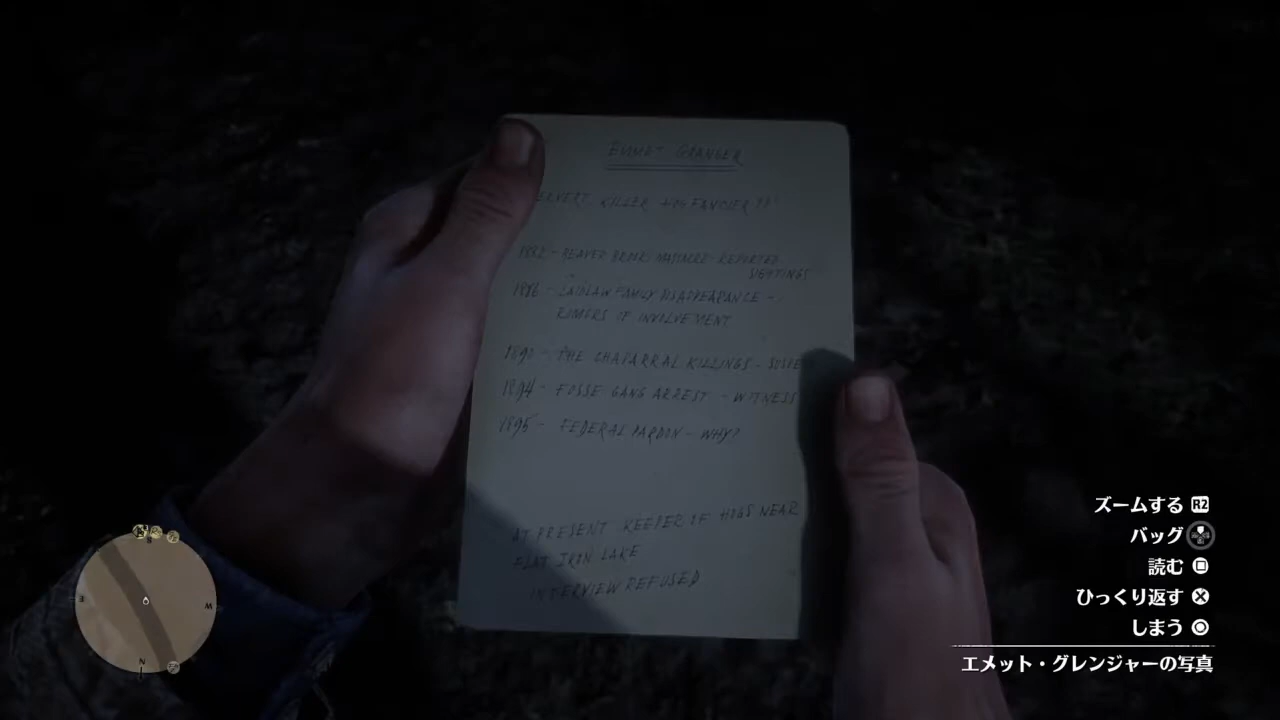 EMMET GRANGER
KILLER HOG FANCIER ??
1882 - BEAVER BROOK MASSACRE - REPORTED
SIGHTINGS
1886 - LAIDLAW FAMILY DISAPPEARANCE -
RUMORS OF INVOLVEMENT
1890 - THE CHAPARRAL KILLINGS -
1894 - FOSSE GANG ARREST - WITNESS
1895 - FEDERAL PARDON - WHY?
AT PRESENT KEEPER OF HOGS NEAR
FLAT IRON LAKE
INTERVIEW REFUSED
ズームする R2
バッグ
読む
ひっくり返す
しまう
エメット・グレンジャーの写真
E
W
N